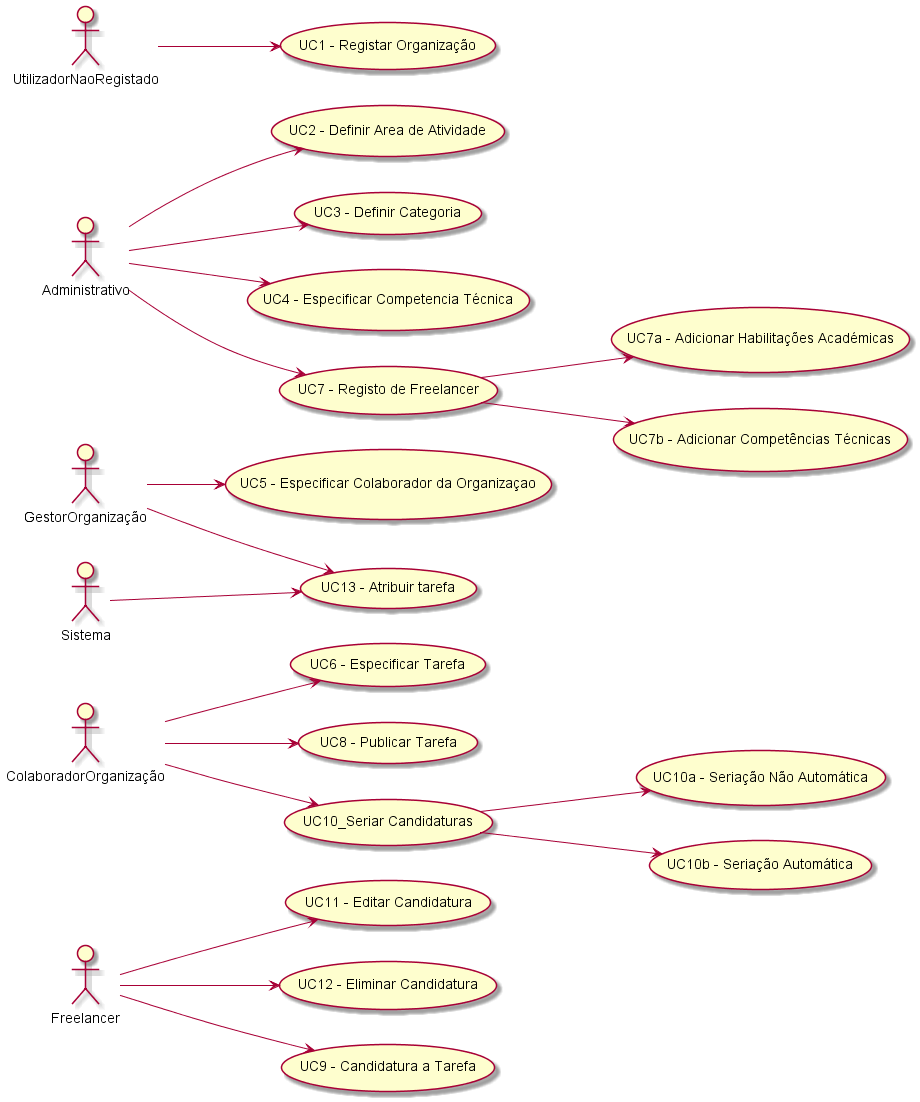 UtilizadorNaoRegistado
UC1 - Registar Organização
UC2 - Definir Area de Atividade
UC3 - Definir Categoria
Administrativo
UC4 - Especificar Competencia Técnica
UC7 - Registo de Freelancer
UC7a - Adicionar Habilitações Académicas
UC7b - Adicionar Competências Técnicas
GestorOrganização
UC5 - Especificar Colaborador da Organizaçao
Sistema
UC13 - Atribuir tarefa
UC6 - Especificar Tarefa
ColaboradorOrganização
UC8 - Publicar Tarefa
UC10_Seriar Candidaturas
UC10a - Seriação Não Automática
UC10b - Seriação Automática
UC11 - Editar Candidatura
Freelancer
UC12 - Eliminar Candidatura
UC9 - Candidatura a Tarefa